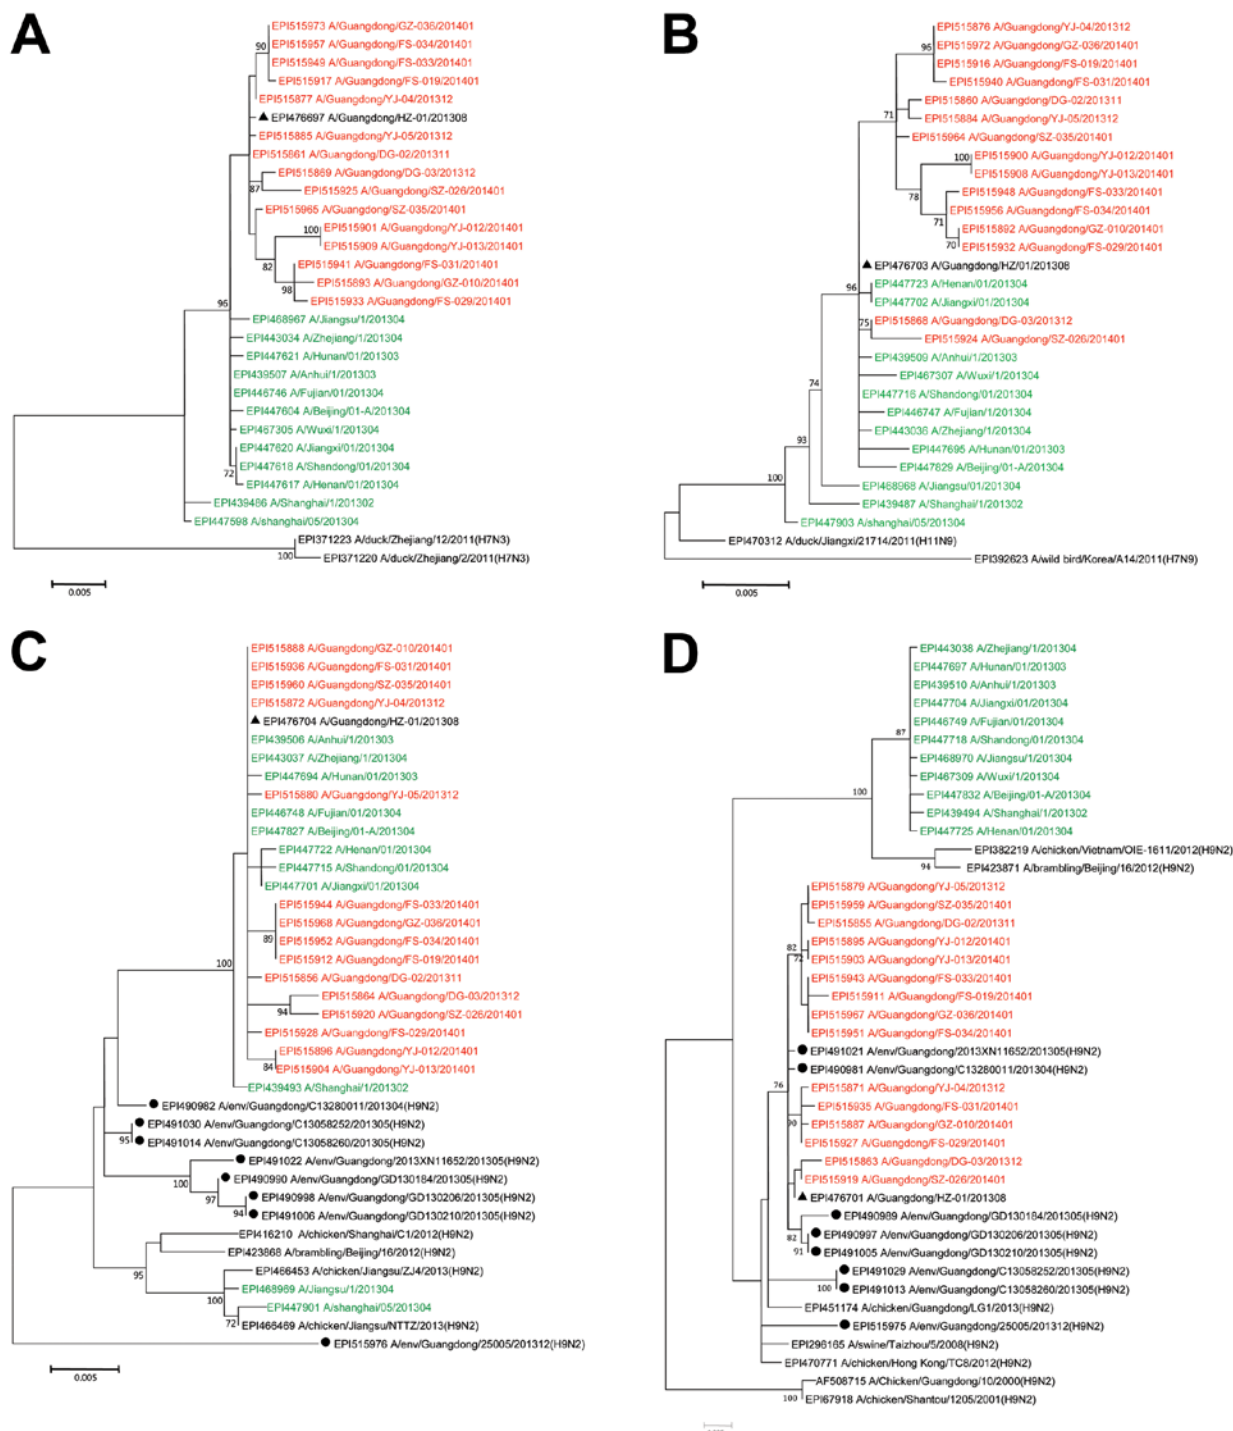 A
EPI515973 A/Guangdong/GZ-036/201401
EPI515957 A/Guangdong/FS-034/201401
90
EPI515949 A/Guangdong/FS-033/201401
EPI515917 A/Guangdong/FS-019/201401
EPI515877 A/Guangdong/YJ-04/201312
EPI476697 A/Guangdong/HZ-01/201308
EPI515885 A/Guangdong/YJ-05/201312
EPI515861 A/Guangdong/DG-02/201311
EPI515869 A/Guangdong/DG-03/201312
87
EPI515925 A/Guangdong/SZ-026/201401
EPI515965 A/Guangdong/SZ-035/201401
EPI515901 A/Guangdong/YJ-012/201401
100
EPI515909 A/Guangdong/YJ-013/201401
82
EPI515941 A/Guangdong/FS-031/201401
EPI515893 A/Guangdong/GZ-010/201401
98
EPI515933 A/Guangdong/FS-029/201401
96
EPI468967 A/Jiangsu/1/201304
EPI443034 A/Zhejiang/1/201304
EPI447621 A/Hunan/01/201303
EPI439507 A/Anhui/1/201303
EPI446746 A/Fujian/01/201304
EPI447604 A/Beijing/01-A/201304
EPI467305 A/Wuxi/1/201304
EPI447620 A/Jiangxi/01/201304
EPI447618 A/Shandong/01/201304
72
EPI447617 A/Henan/01/201304
EPI439486 A/Shanghai/1/201302
EPI447598 A/shanghai/05/201304
EPI371223 A/duck/Zhejiang/12/2011(H7N3)
100
EPI371220 A/duck/Zhejiang/2/2011(H7N3)
0.005
B
EPI515876 A/Guangdong/YJ-04/201312
EPI515972 A/Guangdong/GZ-036/201401
96
EPI515916 A/Guangdong/FS-019/201401
EPI515940 A/Guangdong/FS-031/201401
EPI515860 A/Guangdong/DG-02/201311
71
EPI515884 A/Guangdong/YJ-05/201312
EPI515964 A/Guangdong/SZ-035/201401
EPI515900 A/Guangdong/YJ-012/201401
100
EPI515908 A/Guangdong/YJ-013/201401
78
EPI515948 A/Guangdong/FS-033/201401
EPI515956 A/Guangdong/FS-034/201401
71
EPI515892 A/Guangdong/GZ-010/201401
70
EPI515932 A/Guangdong/FS-029/201401
EPI476703 A/Guangdong/HZ/01/201308
EPI447723 A/Henan/01/201304
96
EPI447702 A/Jiangxi/01/201304
EPI515868 A/Guangdong/DG-03/201312
75
EPI515924 A/Guangdong/SZ-026/201401
EPI439509 A/Anhui/1/201303
EPI467307 A/Wuxi/1/201304
74
EPI447716 A/Shandong/01/201304
EPI446747 A/Fujian/1/201304
EPI443036 A/Zhejiang/1/201304
93
EPI447695 A/Hunan/01/201303
EPI447829 A/Beijing/01-A/201304
100
EPI468968 A/Jiangsu/01/201304
EPI439487 A/Shanghai/1/201302
EPI447903 A/shanghai/05/201304
EPI470312 A/duck/Jiangxi/21714/2011(H11N9)
EPI392623 A/wild bird/Korea/A14/2011(H7N9)
0.005
C
EPI515888 A/Guangdong/GZ-010/201401
EPI515936 A/Guangdong/FS-031/201401
EPI515960 A/Guangdong/SZ-035/201401
EPI515872 A/Guangdong/YJ-04/201312
EPI476704 A/Guangdong/HZ-01/201308
EPI439506 A/Anhui/1/201303
EPI443037 A/Zhejiang/1/201304
EPI447694 A/Hunan/01/201303
EPI515880 A/Guangdong/YJ-05/201312
EPI446748 A/Fujian/01/201304
EPI447827 A/Beijing/01-A/201304
EPI447722 A/Henan/01/201304
EPI447715 A/Shandong/01/201304
EPI447701 A/Jiangxi/01/201304
EPI515944 A/Guangdong/FS-033/201401
EPI515968 A/Guangdong/GZ-036/201401
89
EPI515952 A/Guangdong/FS-034/201401
EPI515912 A/Guangdong/FS-019/201401
100
EPI515856 A/Guangdong/DG-02/201311
EPI515864 A/Guangdong/DG-03/201312
94
EPI515920 A/Guangdong/SZ-026/201401
EPI515928 A/Guangdong/FS-029/201401
EPI515896 A/Guangdong/YJ-012/201401
84
EPI515904 A/Guangdong/YJ-013/201401
EPI439493 A/Shanghai/1/201302
EPI490982 A/env/Guangdong/C13280011/201304(H9N2)
EPI491030 A/env/Guangdong/C13058252/201305(H9N2)
95
EPI491014 A/env/Guangdong/C13058260/201305(H9N2)
EPI491022 A/env/Guangdong/2013XN11652/201305(H9N2)
100
EPI490990 A/env/Guangdong/GD130184/201305(H9N2)
97
EPI490998 A/env/Guangdong/GD130206/201305(H9N2)
94
EPI491006 A/env/Guangdong/GD130210/201305(H9N2)
EPI416210 A/chicken/Shanghai/C1/2012(H9N2)
EPI423868 A/brambling/Beijing/16/2012(H9N2)
95
EPI466453 A/chicken/Jiangsu/ZJ4/2013(H9N2)
EPI468969 A/Jiangsu/1/201304
100
EPI447901 A/shanghai/05/201304
72
EPI466469 A/chicken/Jiangsu/NTTZ/2013(H9N2)
EPI515976 A/env/Guangdong/25005/201312(H9N2)
0.005
D
EPI443038 A/Zhejiang/1/201304
EPI447697 A/Hunan/01/201303
EPI439510 A/Anhui/1/201303
EPI447704 A/Jiangxi/01/201304
EPI446749 A/Fujian/01/201304
87
EPI447718 A/Shandong/01/201304
EPI468970 A/Jiangsu/1/201304
EPI467309 A/Wuxi/1/201304
100
EPI447832 A/Beijing/01-A/201304
EPI439494 A/Shanghai/1/201302
EPI447725 A/Henan/01/201304
EPI382219 A/chicken/Vietnam/OIE-1611/2012(H9N2)
94
EPI423871 A/brambling/Beijing/16/2012(H9N2)
EPI515879 A/Guangdong/YJ-05/201312
EPI515959 A/Guangdong/SZ-035/201401
EPI515855 A/Guangdong/DG-02/201311
82
EPI515895 A/Guangdong/YJ-012/201401
72
EPI515903 A/Guangdong/YJ-013/201401
EPI515943 A/Guangdong/FS-033/201401
EPI515911 A/Guangdong/FS-019/201401
EPI515967 A/Guangdong/GZ-036/201401
EPI515951 A/Guangdong/FS-034/201401
EPI491021 A/env/Guangdong/2013XN11652/201305(H9N2)
EPI490981 A/env/Guangdong/C13280011/201304(H9N2)
76
EPI515871 A/Guangdong/YJ-04/201312
EPI515935 A/Guangdong/FS-031/201401
90
EPI515887 A/Guangdong/GZ-010/201401
EPI515927 A/Guangdong/FS-029/201401
EPI515863 A/Guangdong/DG-03/201312
EPI515919 A/Guangdong/SZ-026/201401
EPI476701 A/Guangdong/HZ-01/201308
EPI490989 A/env/Guangdong/GD130184/201305(H9N2)
82
EPI490997 A/env/Guangdong/GD130206/201305(H9N2)
91
EPI491005 A/env/Guangdong/GD130210/201305(H9N2)
EPI491029 A/env/Guangdong/C13058252/201305(H9N2)
100
EPI491013 A/env/Guangdong/C13058260/201305(H9N2)
EPI451174 A/chicken/Guangdong/LG1/2013(H9N2)
EPI515975 A/env/Guangdong/25005/201312(H9N2)
EPI296165 A/swine/Taizhou/5/2008(H9N2)
EPI470771 A/chicken/Hong Kong/TC8/2012(H9N2)
AF508715 A/Chicken/Guangdong/10/2000(H9N2)
100
EPI67918 A/chicken/Shantou/1205/2001(H9N2)